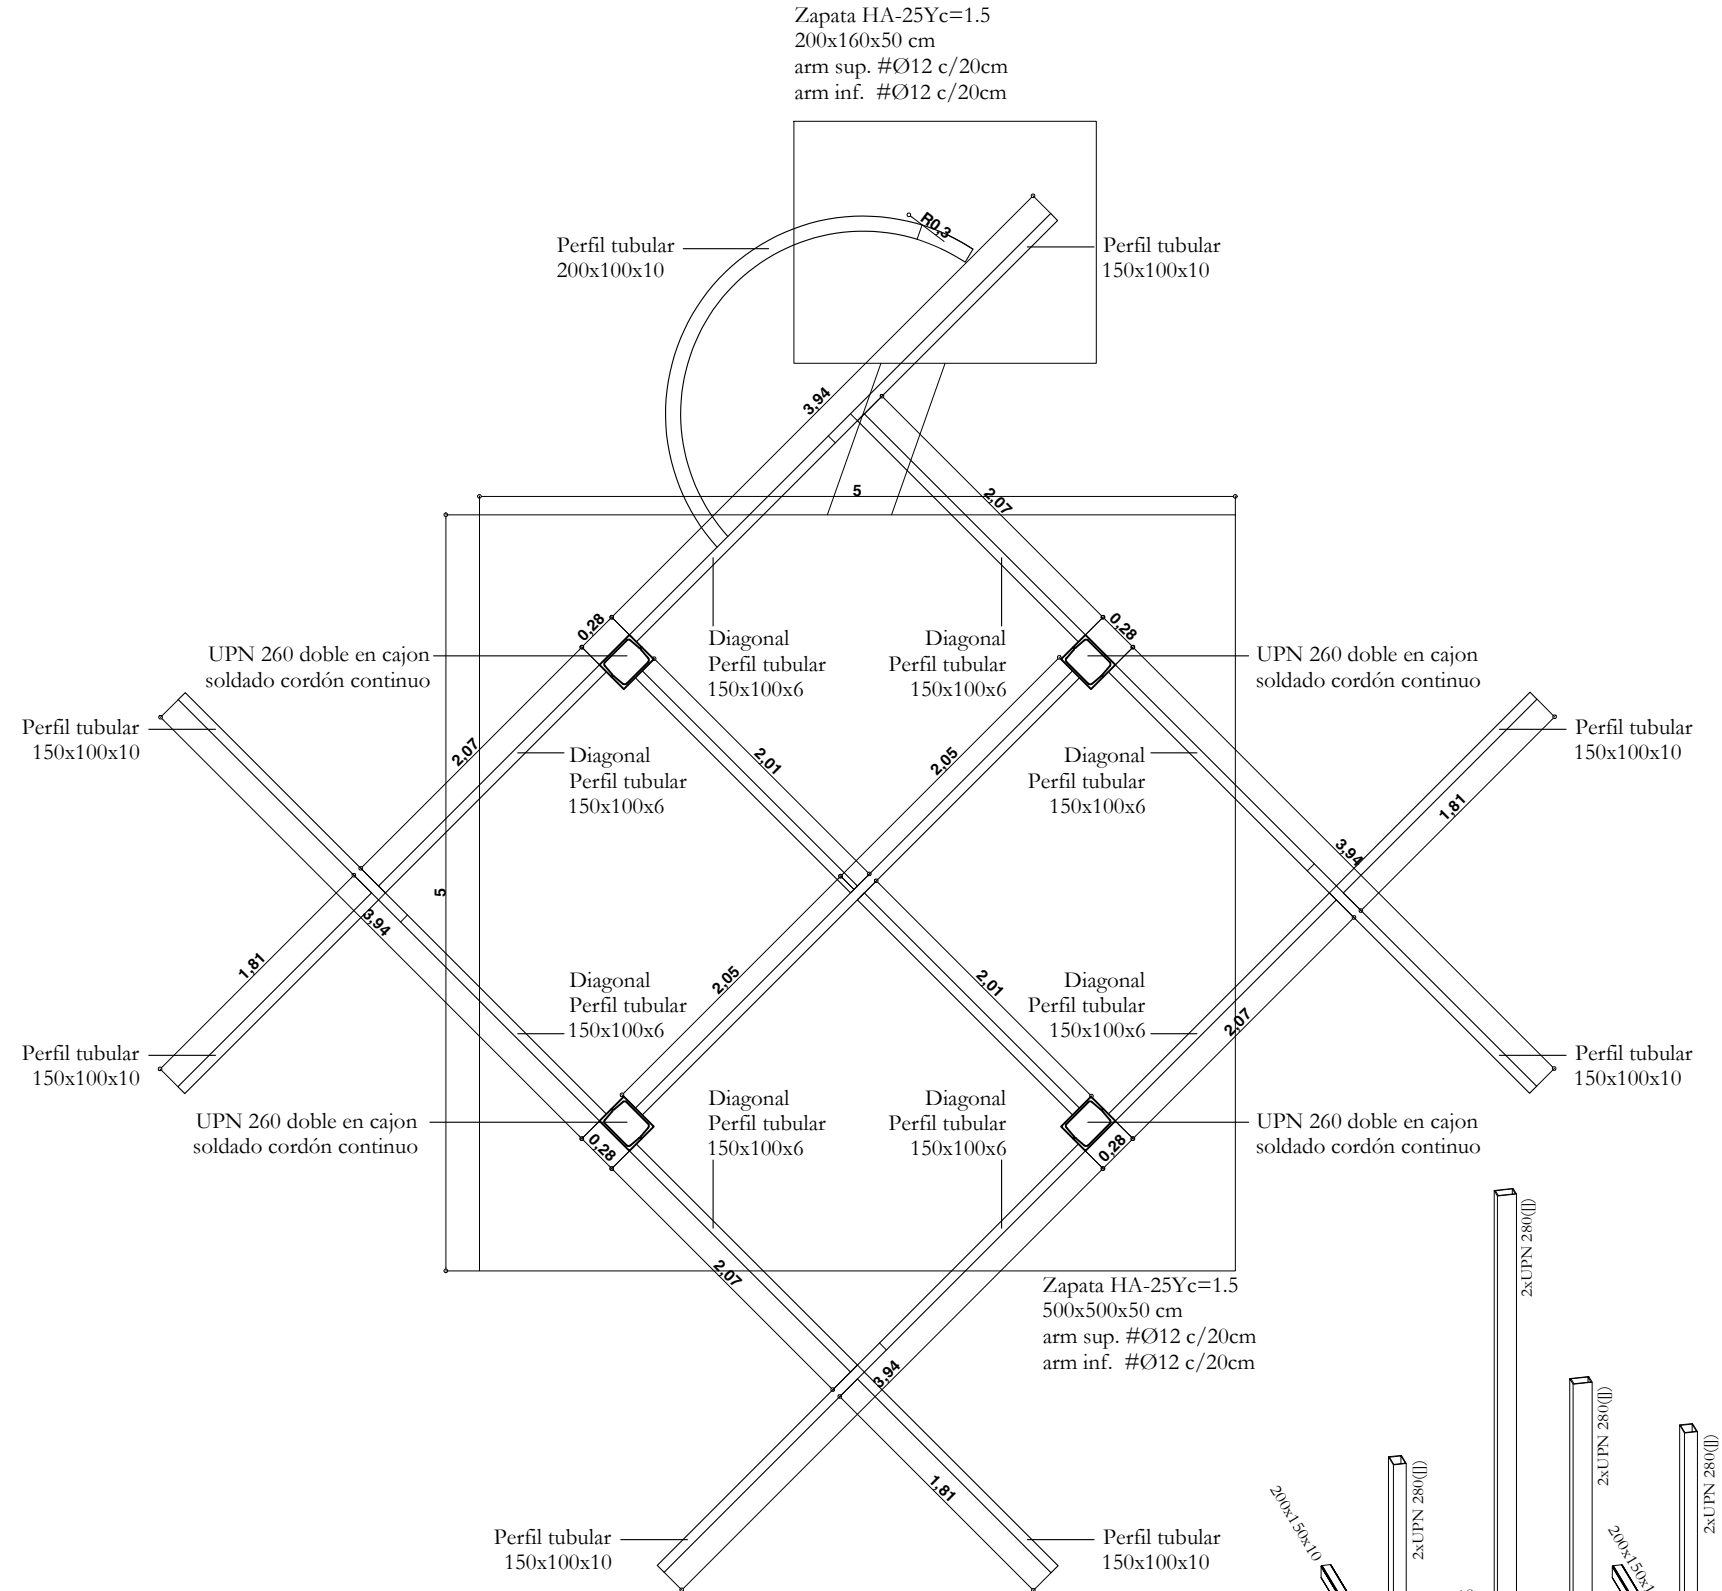 Zapata HA-25Yc=1.5
200x160x50 cm
arm sup. #Ø12 c/20cm
arm inf. #Ø12 c/20cm
R0,3
Perfil tubular
200x100x10
Perfil tubular
150x100x10
3,94
5
2,07
0,28
0,28
Diagonal
Perfil tubular
150x100x6
Diagonal
Perfil tubular
150x100x6
UPN 260 doble en cajon
soldado cordón continuo
UPN 260 doble en cajon
soldado cordón continuo
Perfil tubular
150x100x10
Perfil tubular
150x100x10
2,07
2,01
2,05
Diagonal
Perfil tubular
150x100x6
Diagonal
Perfil tubular
150x100x6
1,81
3,94
5
3,94
1,81
2,05
2,01
Diagonal
Perfil tubular
150x100x6
Diagonal
Perfil tubular
150x100x6
2,07
Perfil tubular
150x100x10
Perfil tubular
150x100x10
Diagonal
Perfil tubular
150x100x6
Diagonal
Perfil tubular
150x100x6
UPN 260 doble en cajon
soldado cordón continuo
UPN 260 doble en cajon
soldado cordón continuo
0,28
0,28
2,07
Zapata HA-25Yc=1.5
500x500x50 cm
arm sup. #Ø12 c/20cm
arm inf. #Ø12 c/20cm
3,94
1,81
Perfil tubular
150x100x10
Perfil tubular
150x100x10
2xUPN 280([])
2xUPN 280([])
2xUPN 280([])
2xUPN 280([])
200x150x10